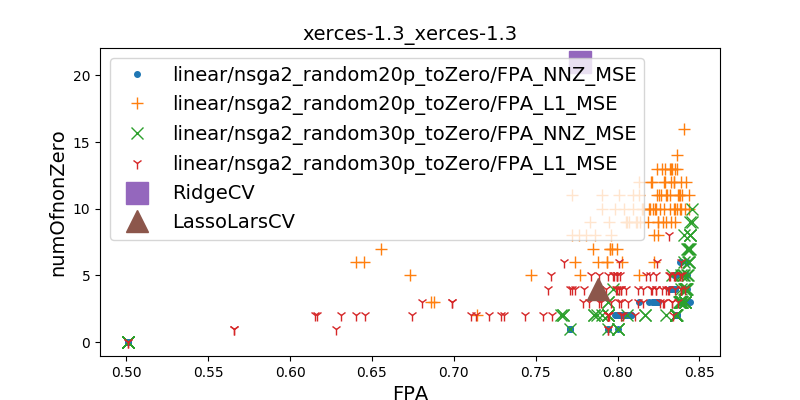 xerces-1.3_xerces-1.3
linear/nsga2_random20p_toZero/FPA_NNZ_MSE
linear/nsga2_random20p_toZero/FPA_L1_MSE
linear/nsga2_random30p_toZero/FPA_NNZ_MSE
linear/nsga2_random30p_toZero/FPA_L1_MSE
RidgeCV
LassoLarsCV
numOfnonZero
20
15
10
5
0
0.50 0.55 0.60 0.65 0.70 0.75 0.80 0.85
FPA